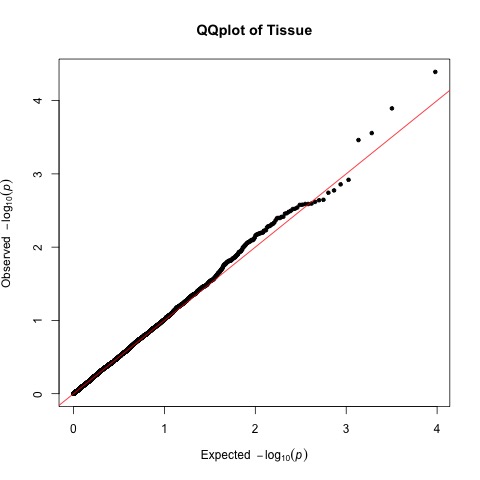 QQplot of Tissue
Observed −log10(p)
4
3
2
1
0
0 1 2 3 4
Expected −log10(p)